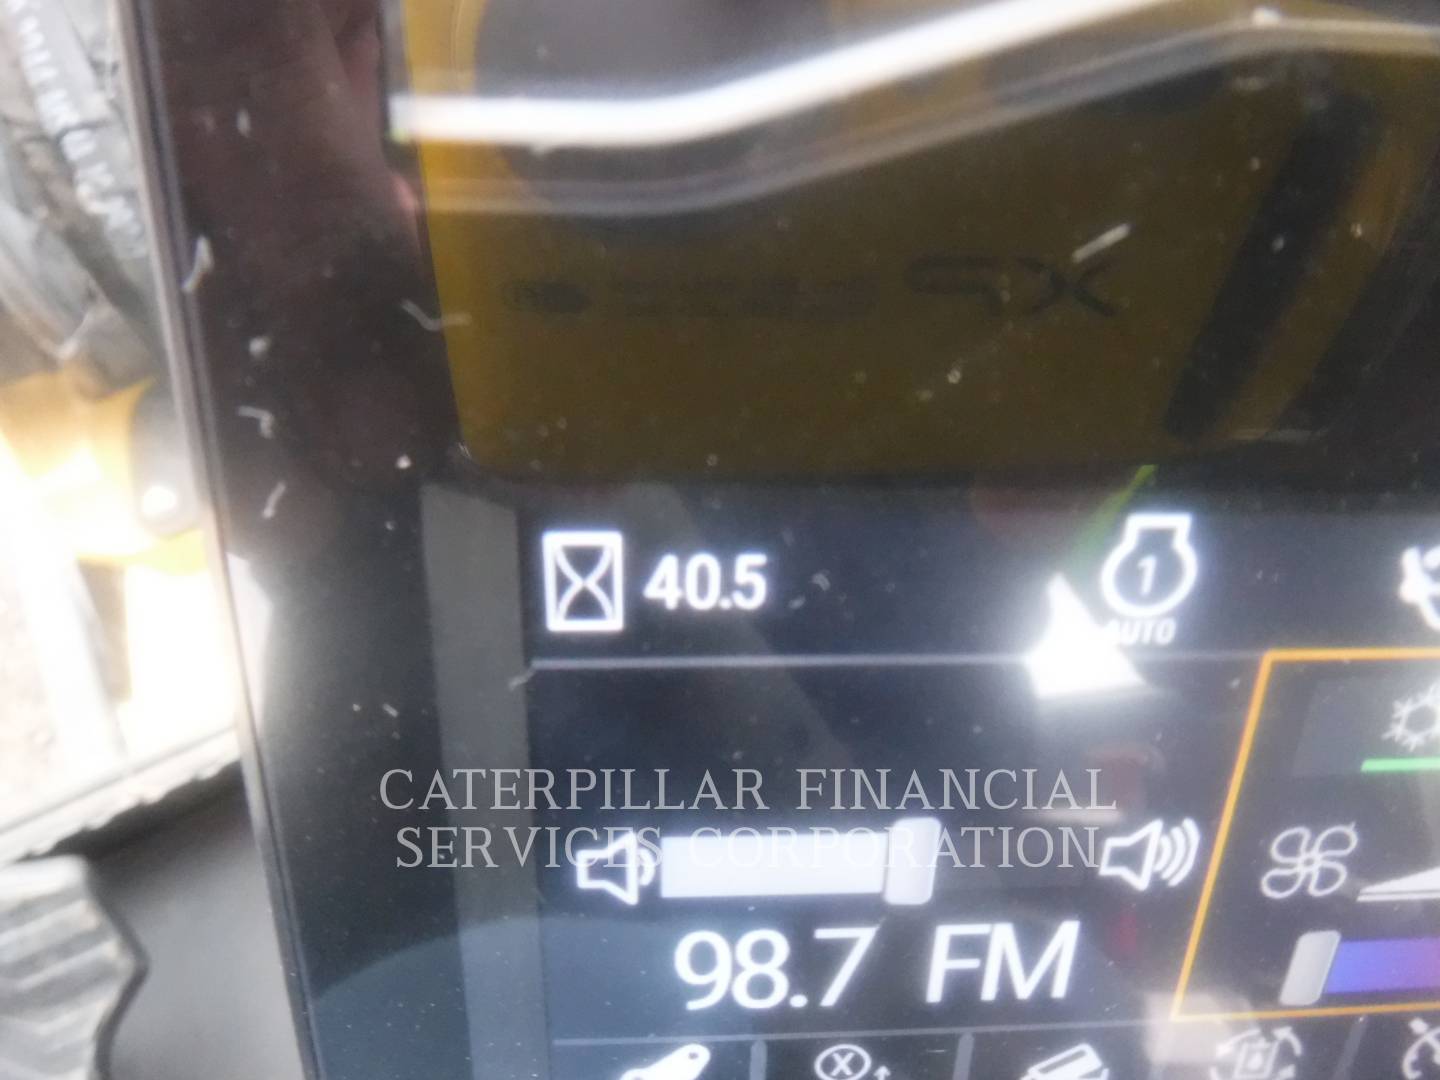 40.5
1
AUTO
CATERPILLAR FINANCIAL
SERVICES CORPORATION
98.7 FM
X